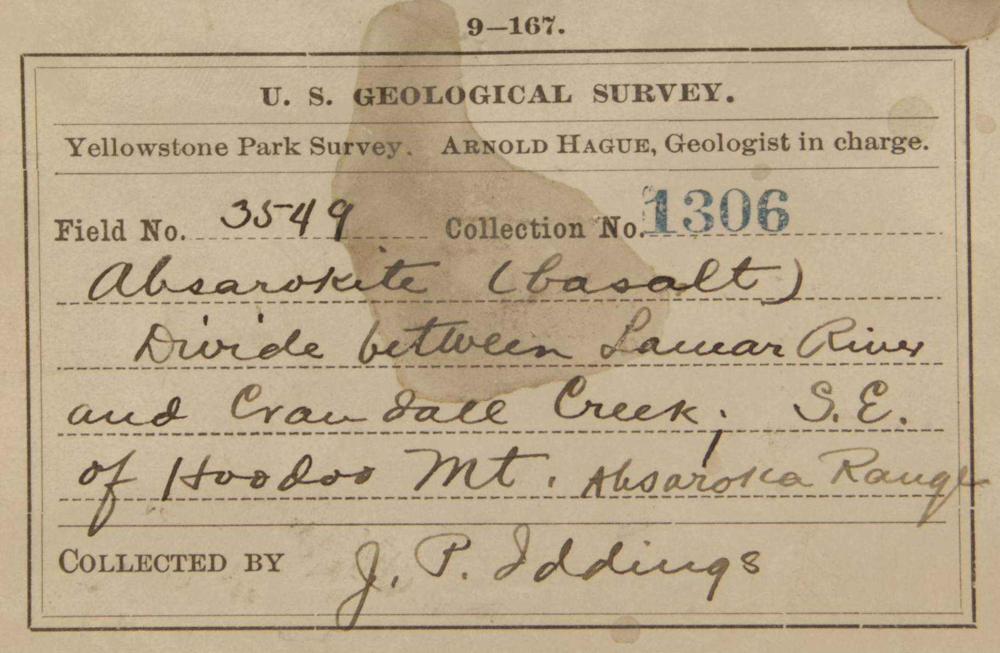 9—167.
U. S. GEOLOGICAL SURVEY.
Yellowstone Park Survey. ARNOLD HAGUE, Geologist in charge.
Field No. 3549 Collection No. 1306
Absarokite (basalt)
Divide between Lamar River
and Crandall Creek; S.E.
of Hoodoo Mt. Absaroka Range
COLLECTED BY J. P. Iddings